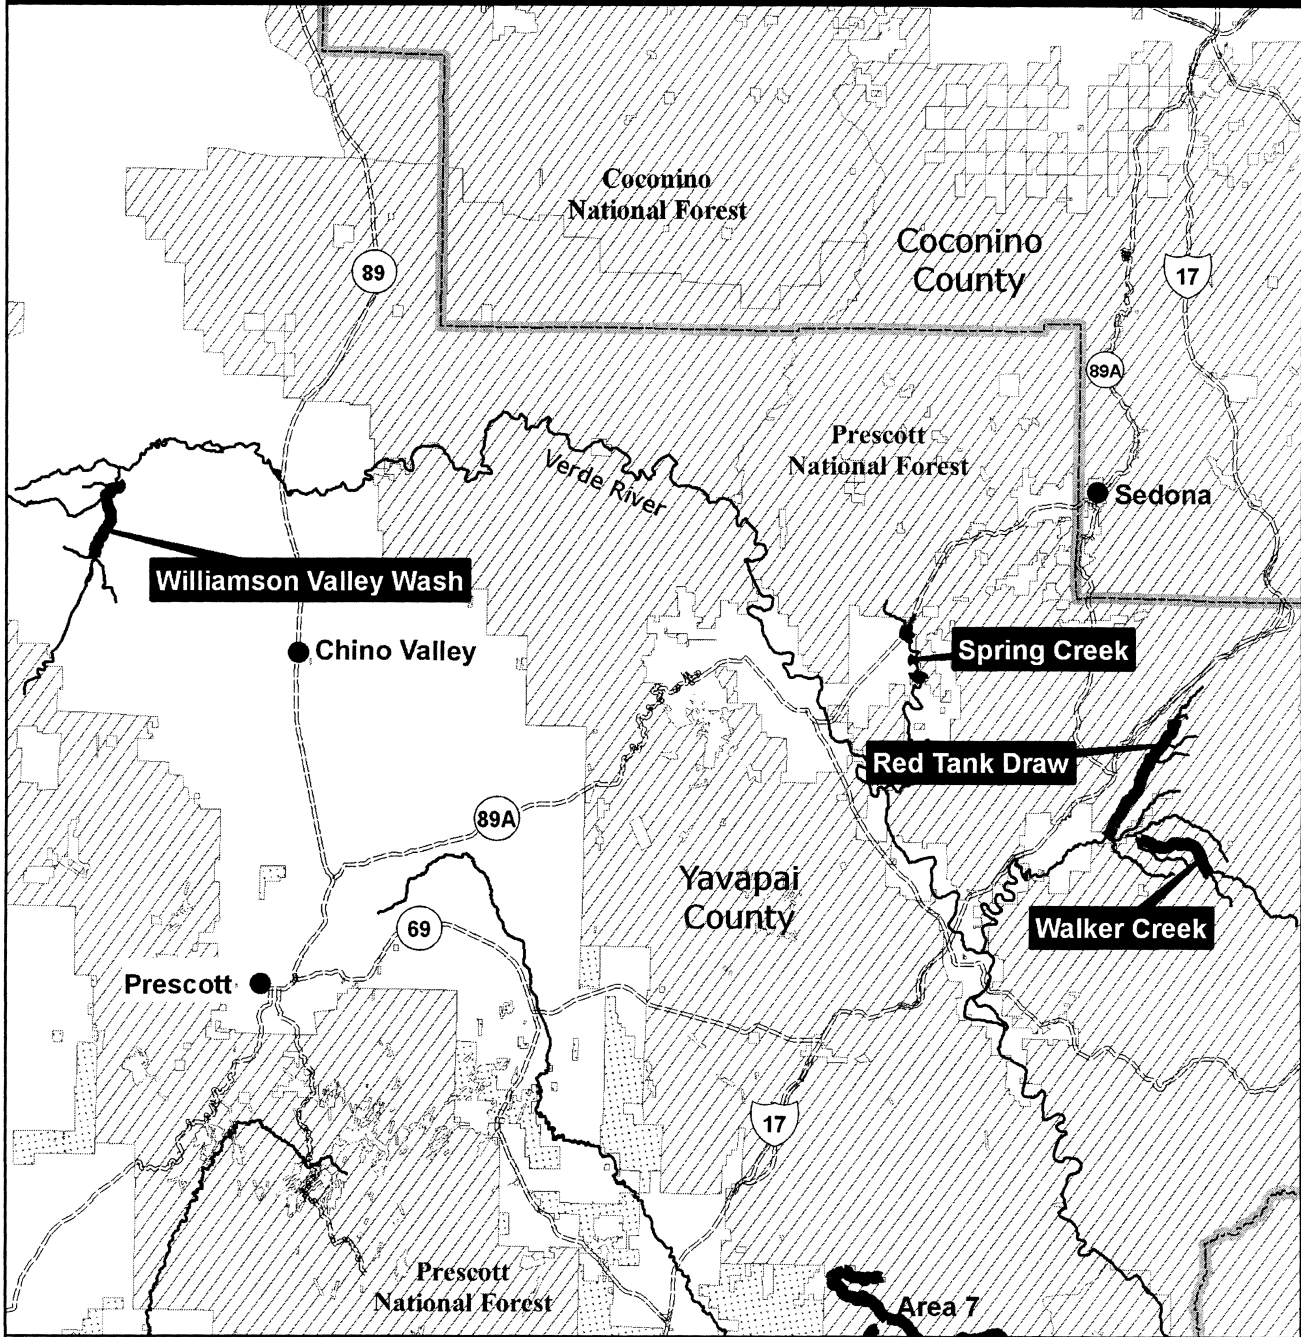 Coconino
National Forest
Coconino
County
89
17
89A
Prescott
National Forest
Verde River
Sedona
Williamson Valley Wash
Chino Valley
Spring Creek
Red Tank Draw
89A
Yavapai
County
Walker Creek
69
Prescott
17
Prescott
National Forest
Area 7